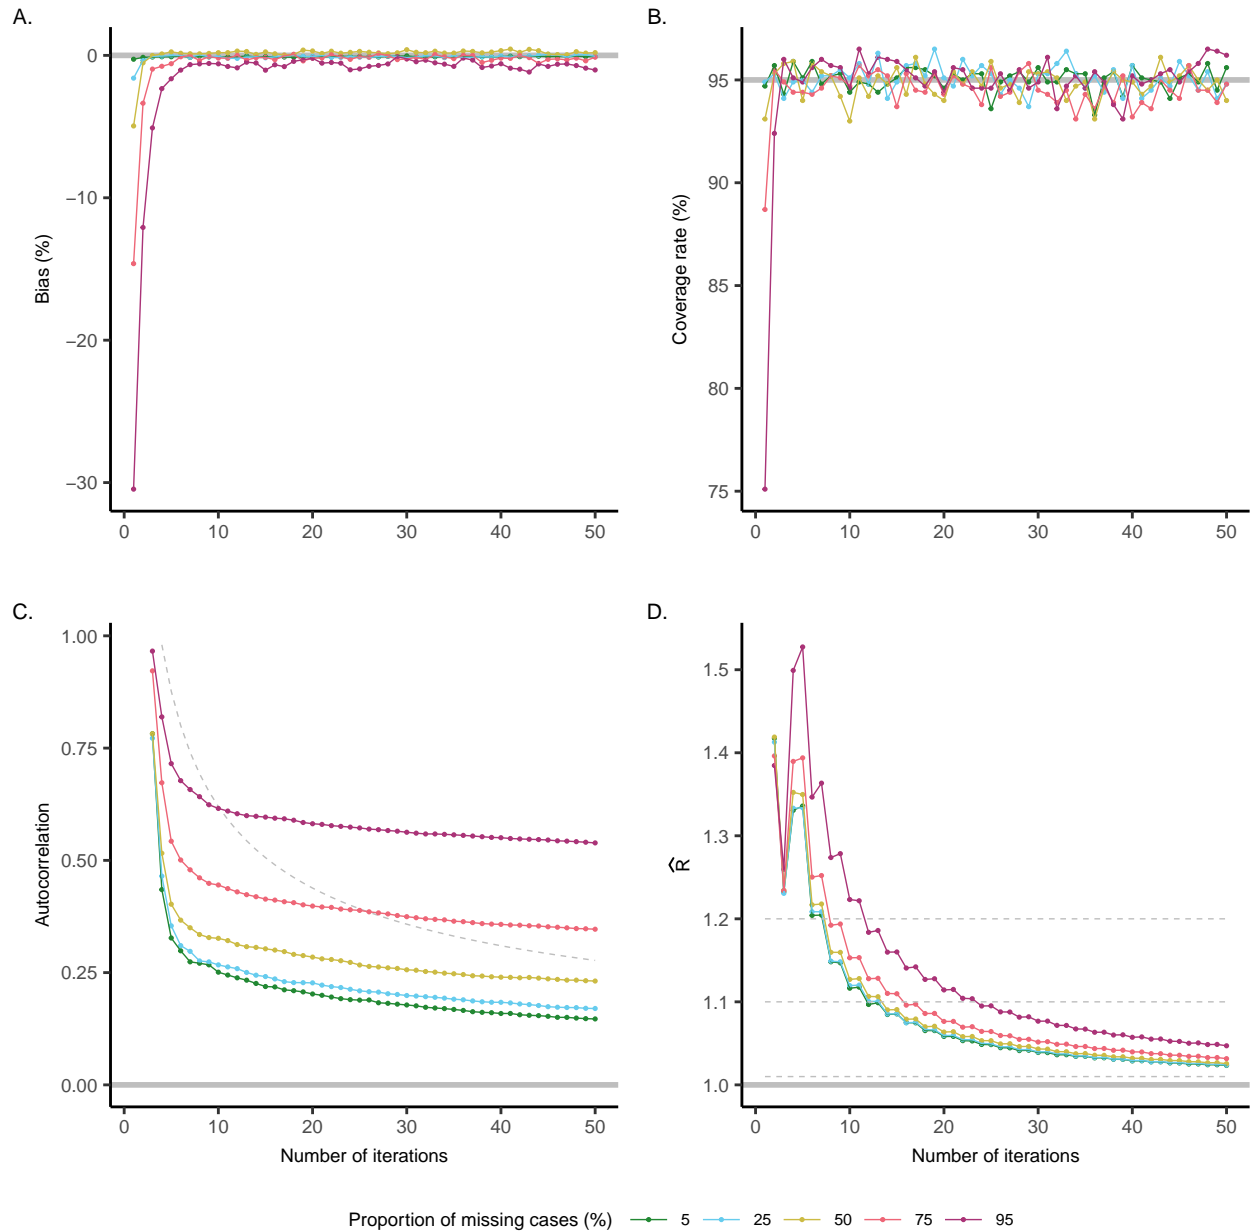 A.
0
−10
−20
−30
Bias (%)
0 10 20 30 40 50
B.
95
90
85
80
75
Coverage rate (%)
0 10 20 30 40 50
C.
1.00
0.75
0.50
0.25
0.00
Autocorrelation
0 10 20 30 40 50
Number of iterations
D.
1.5
1.4
1.3
1.2
1.1
1.0
R̂
0 10 20 30 40 50
Number of iterations
Proportion of missing cases (%) 5 25 50 75 95